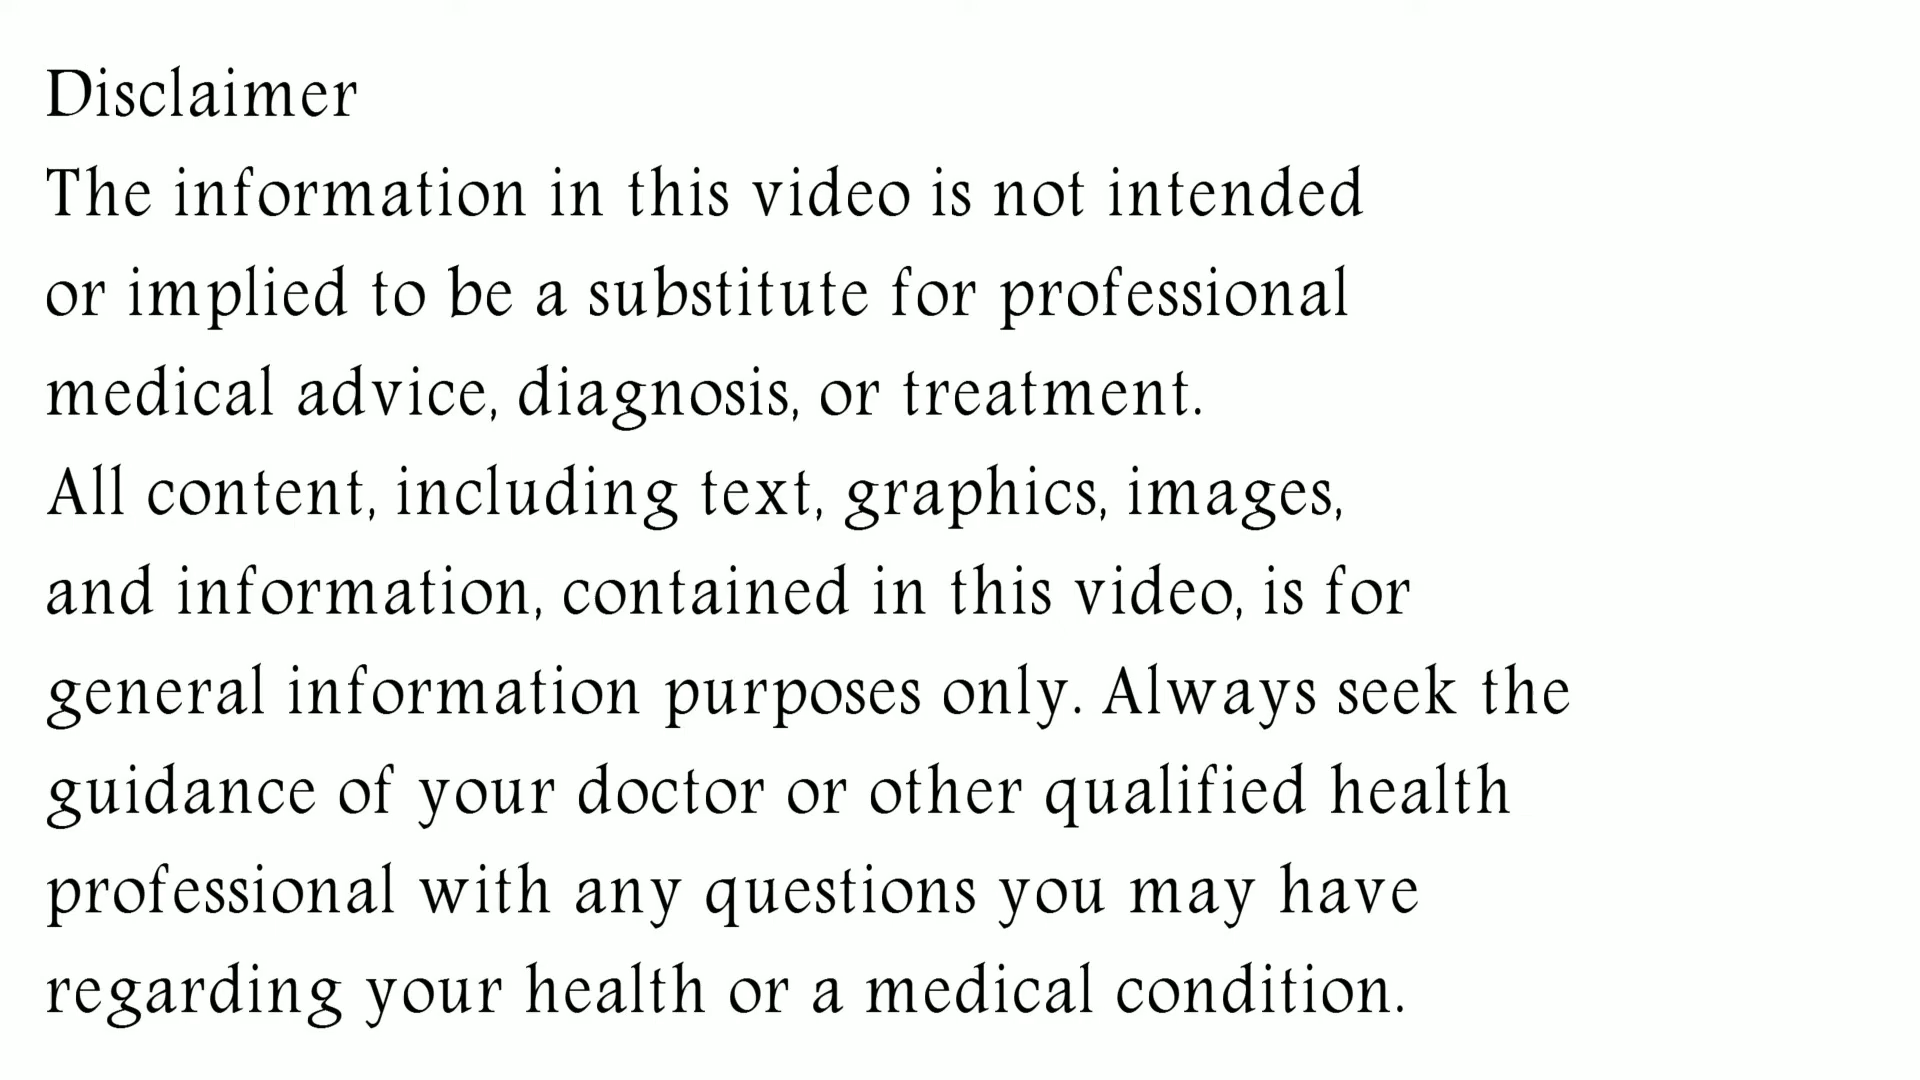 Disclaimer
The information in this video is not intended
or implied to be a substitute for professional
medical advice, diagnosis, or treatment.
All content, including text, graphics, images,
and information, contained in this video, is for
general information purposes only. Always seek the
guidance of your doctor or other qualified health
professional with any questions you may have
regarding your health or a medical condition.